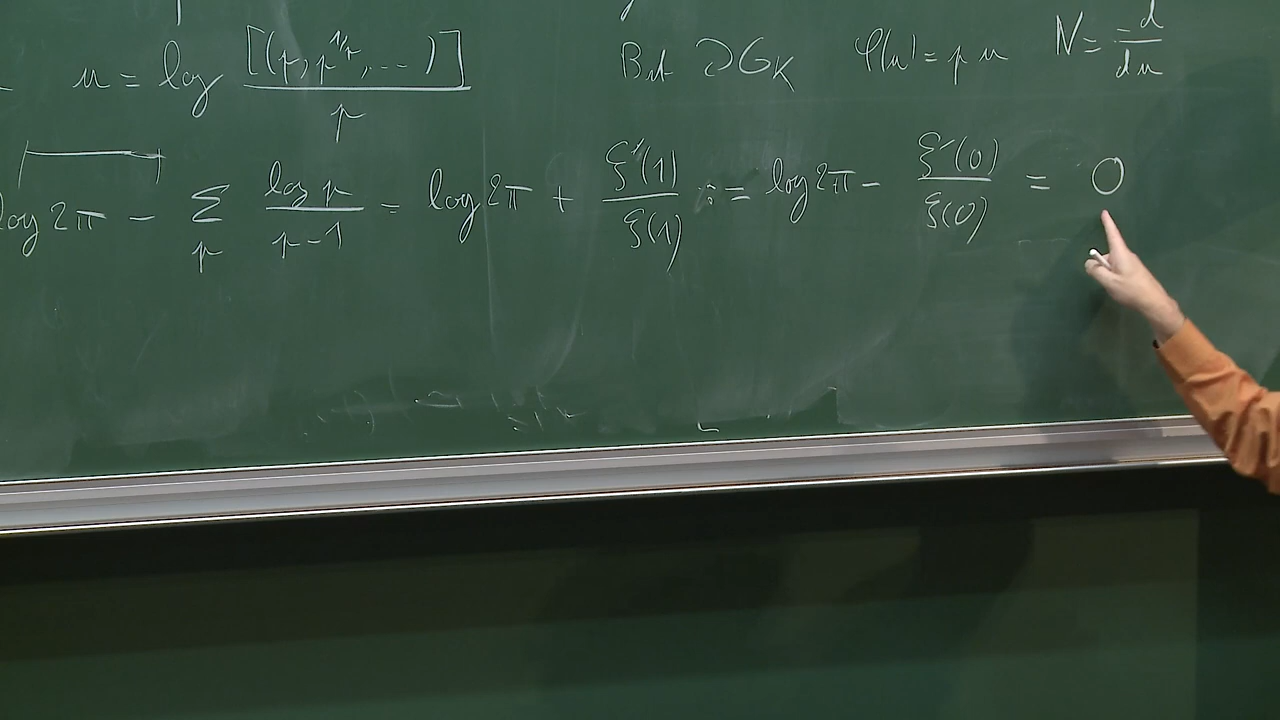 u = log [(p, p^{1/p}, ...)] / p
But ∂G_K φ(u) = p u N = -d/du
log 2π - Σ_p log p / (p-1) = log 2π + ζ'(1)/ζ(1) := log 2π - ζ'(0)/ζ(0) = 0